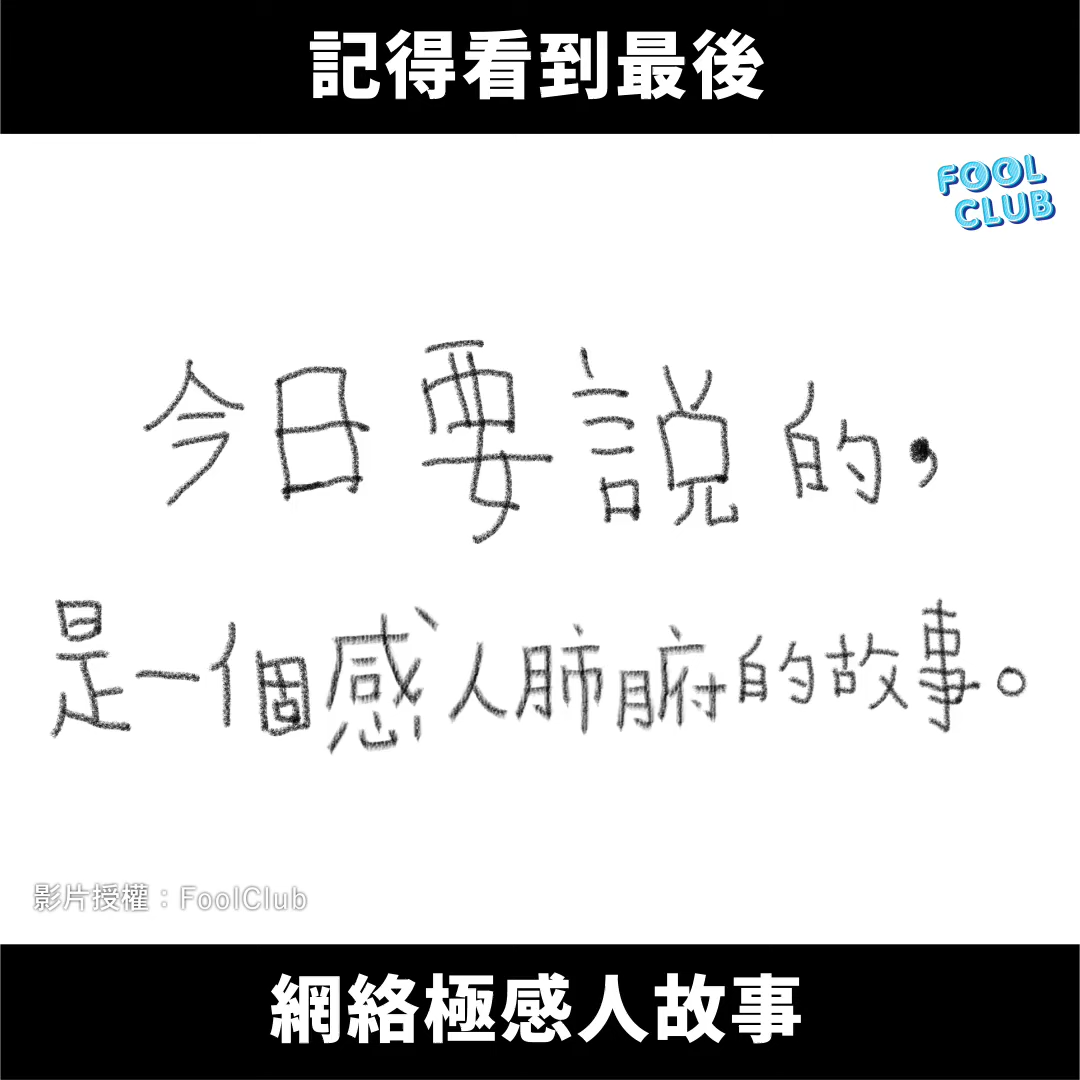 記得看到最後
FOOL
CLUB
今日要説的，
是一個感人肺腑的故事。
影片授權：FoolClub
網絡極感人故事